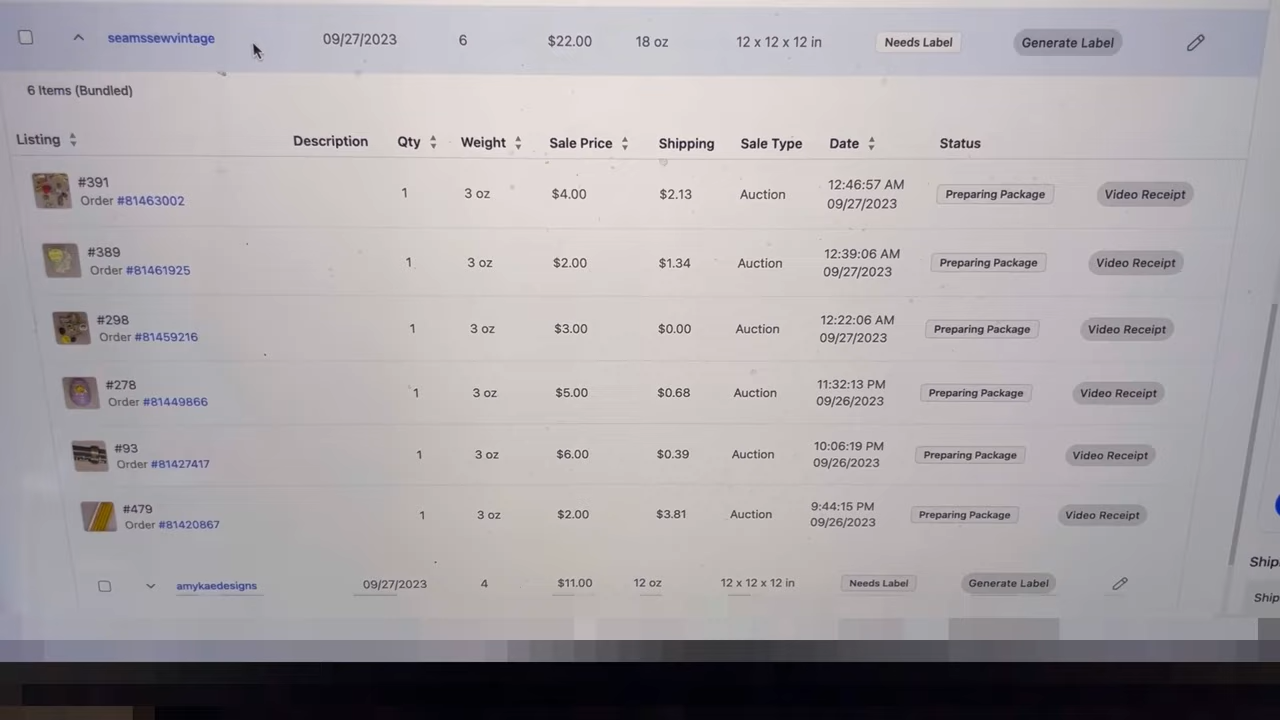 seamssewvintage 09/27/2023 6 $22.00 18 oz 12 x 12 x 12 in Needs Label Generate Label
6 Items (Bundled)
Listing Description Qty Weight Sale Price Shipping Sale Type Date Status
#391
Order #81463002 1 3 oz $4.00 $2.13 Auction 12:46:57 AM 09/27/2023 Preparing Package Video Receipt
#389
Order #81461925 1 3 oz $2.00 $1.34 Auction 12:39:06 AM 09/27/2023 Preparing Package Video Receipt
#298
Order #81459216 1 3 oz $3.00 $0.00 Auction 12:22:06 AM 09/27/2023 Preparing Package Video Receipt
#278
Order #81449866 1 3 oz $5.00 $0.68 Auction 11:32:13 PM 09/26/2023 Preparing Package Video Receipt
#93
Order #81427417 1 3 oz $6.00 $0.39 Auction 10:06:19 PM 09/26/2023 Preparing Package Video Receipt
#479
Order #81420867 1 3 oz $2.00 $3.81 Auction 9:44:15 PM 09/26/2023 Preparing Package Video Receipt
Ship
amykaedesigns 09/27/2023 4 $11.00 12 oz 12 x 12 x 12 in Needs Label Generate Label
Ship